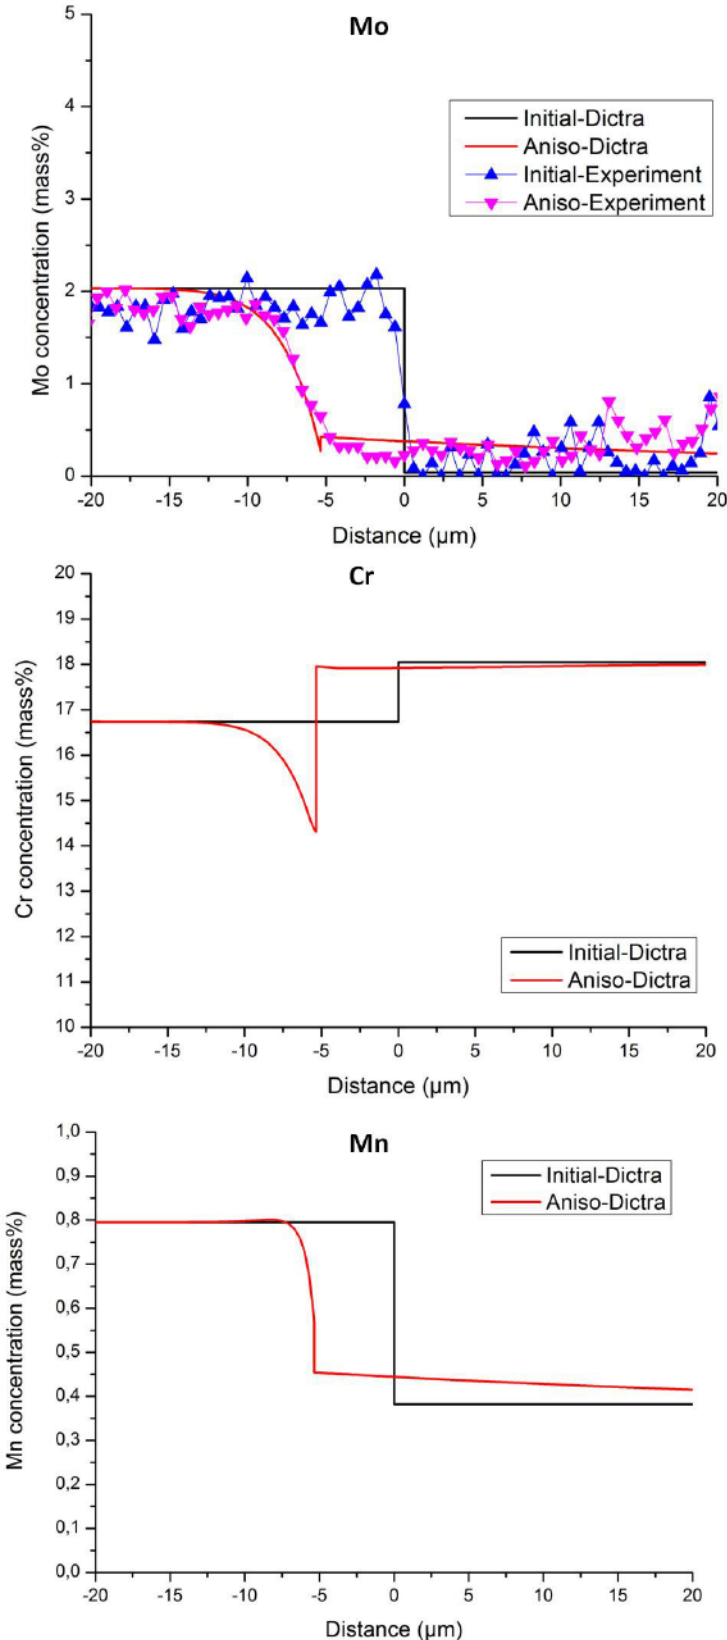 Mo
5
4
3
2
1
0
Mo concentration (mass%)
Initial-Dictra
Aniso-Dictra
Initial-Experiment
Aniso-Experiment
-20 -15 -10 -5 0 5 10 15 20
Distance (µm)
Cr
20
19
18
17
16
15
14
13
12
11
10
Cr concentration (mass%)
Initial-Dictra
Aniso-Dictra
-20 -15 -10 -5 0 5 10 15 20
Distance (µm)
Mn
1,0
0,9
0,8
0,7
0,6
0,5
0,4
0,3
0,2
0,1
0,0
Mn concentration (mass%)
Initial-Dictra
Aniso-Dictra
-20 -15 -10 -5 0 5 10 15 20
Distance (µm)